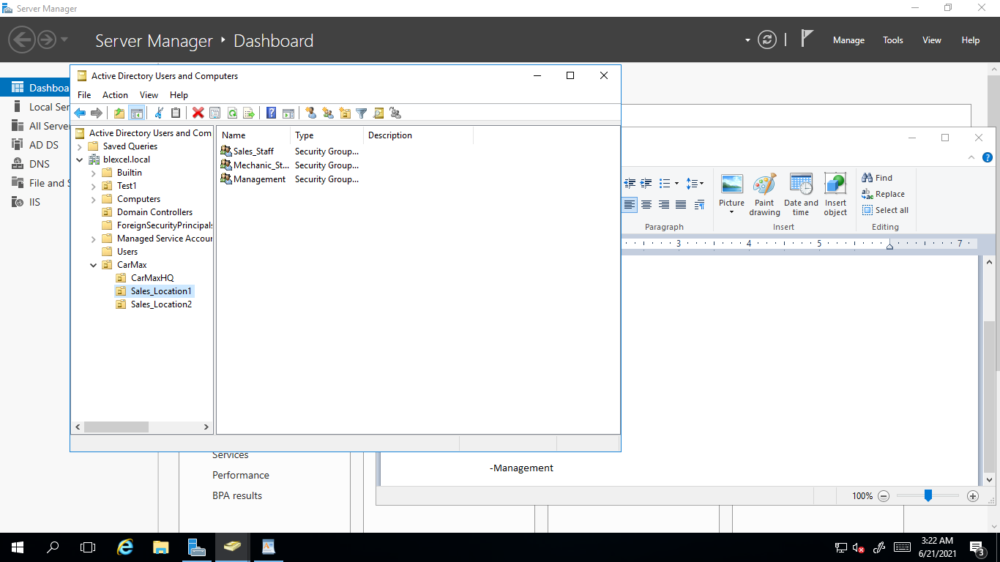 Server Manager
Server Manager ‣ Dashboard
Manage
Tools
View
Help
Dashboa
Local Ser
All Server
AD DS
DNS
File and S
IIS
Active Directory Users and Computers
File
Action
View
Help
Active Directory Users and Com
Saved Queries
blexcel.local
Builtin
Test1
Computers
Domain Controllers
ForeignSecurityPrincipals
Managed Service Accour
Users
CarMax
CarMaxHQ
Sales_Location1
Sales_Location2
Name
Type
Description
Sales_Staff
Security Group...
Mechanic_St...
Security Group...
Management
Security Group...
Picture
Paint drawing
Date and time
Insert object
Find
Replace
Select all
Paragraph
Insert
Editing
3
4
5
7
-Management
100%
Services
Performance
BPA results
3:22 AM
6/21/2021
3